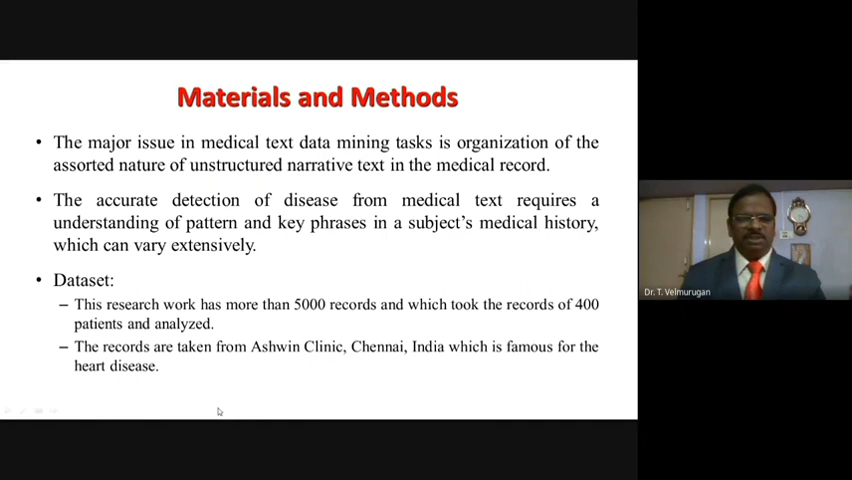 Materials and Methods
• The major issue in medical text data mining tasks is organization of the
assorted nature of unstructured narrative text in the medical record.
• The accurate detection of disease from medical text requires a
understanding of pattern and key phrases in a subject's medical history,
which can vary extensively.
• Dataset:
– This research work has more than 5000 records and which took the records of 400
patients and analyzed.
– The records are taken from Ashwin Clinic, Chennai, India which is famous for the
heart disease.
Dr. T. Velmurugan